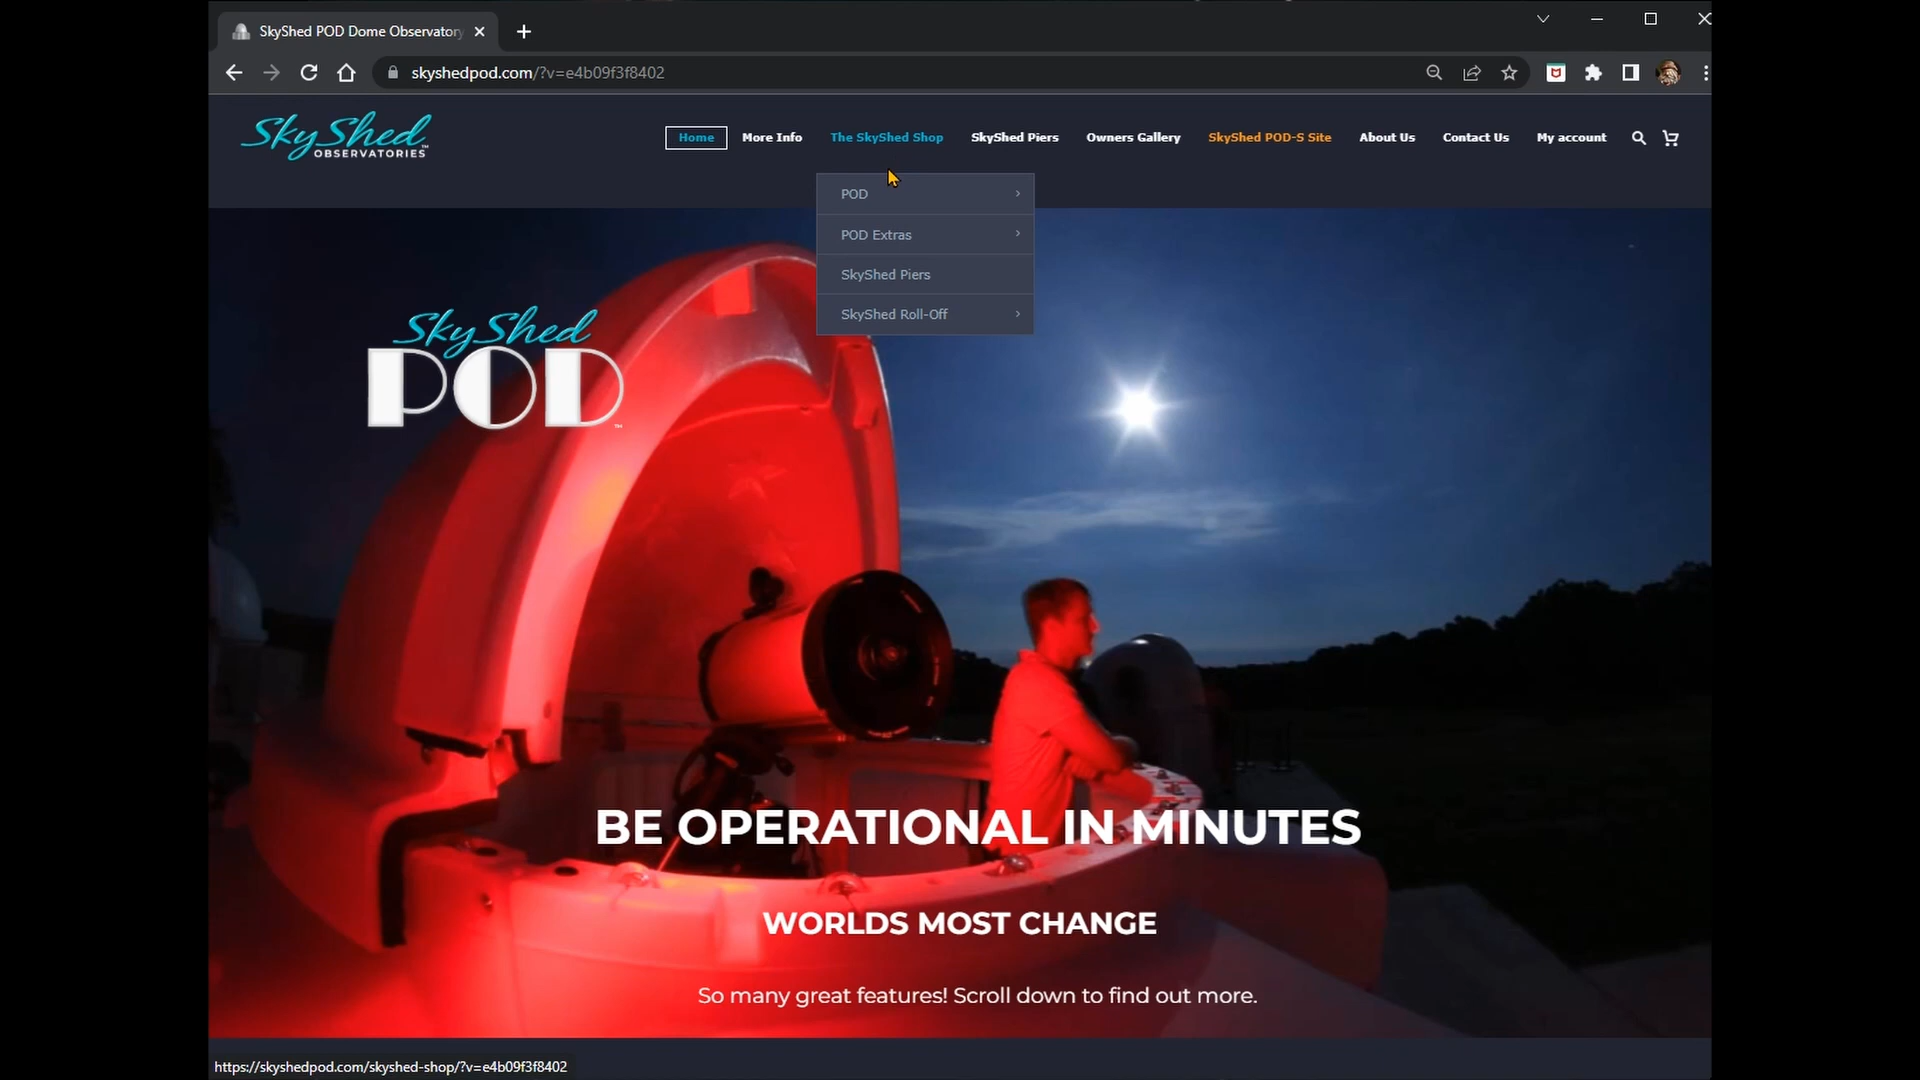 SkyShed POD Dome Observatory
skyshedpod.com/?v=e4b09f3f8402
SkyShed
OBSERVATORIES™
Home More Info The SkyShed Shop SkyShed Piers Owners Gallery SkyShed POD-S Site About Us Contact Us My account
POD
POD Extras
SkyShed Piers
SkyShed Roll-Off
SkyShed
POD™
BE OPERATIONAL IN MINUTES
WORLDS MOST CHANGE
So many great features! Scroll down to find out more.
https://skyshedpod.com/skyshed-shop/?v=e4b09f3f8402